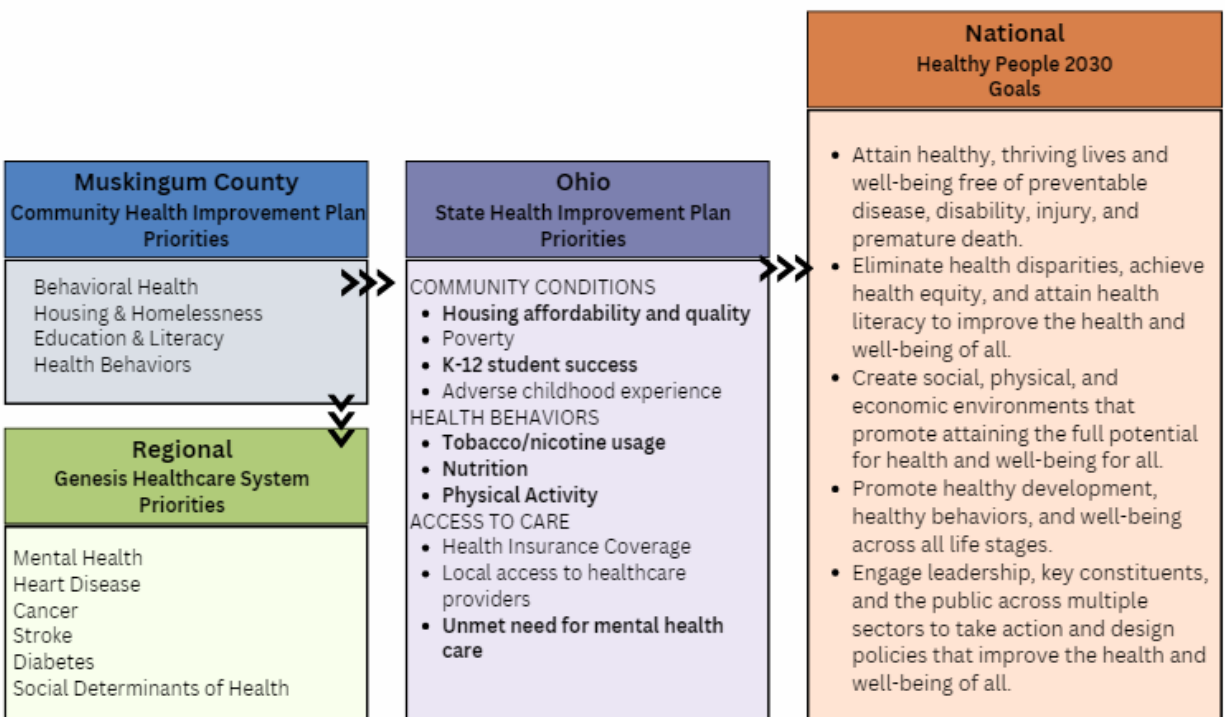 Muskingum County
Community Health Improvement Plan
Priorities
Behavioral Health
Housing & Homelessness
Education & Literacy
Health Behaviors
Regional
Genesis Healthcare System
Priorities
Mental Health
Heart Disease
Cancer
Stroke
Diabetes
Social Determinants of Health
Ohio
State Health Improvement Plan
Priorities
COMMUNITY CONDITIONS
• Housing affordability and quality
• Poverty
• K-12 student success
• Adverse childhood experience
HEALTH BEHAVIORS
• Tobacco/nicotine usage
• Nutrition
• Physical Activity
ACCESS TO CARE
• Health Insurance Coverage
• Local access to healthcare
providers
• Unmet need for mental health
care
National
Healthy People 2030
Goals
• Attain healthy, thriving lives and
well-being free of preventable
disease, disability, injury, and
premature death.
• Eliminate health disparities, achieve
health equity, and attain health
literacy to improve the health and
well-being of all.
• Create social, physical, and
economic environments that
promote attaining the full potential
for health and well-being for all.
• Promote healthy development,
healthy behaviors, and well-being
across all life stages.
• Engage leadership, key constituents,
and the public across multiple
sectors to take action and design
policies that improve the health and
well-being of all.